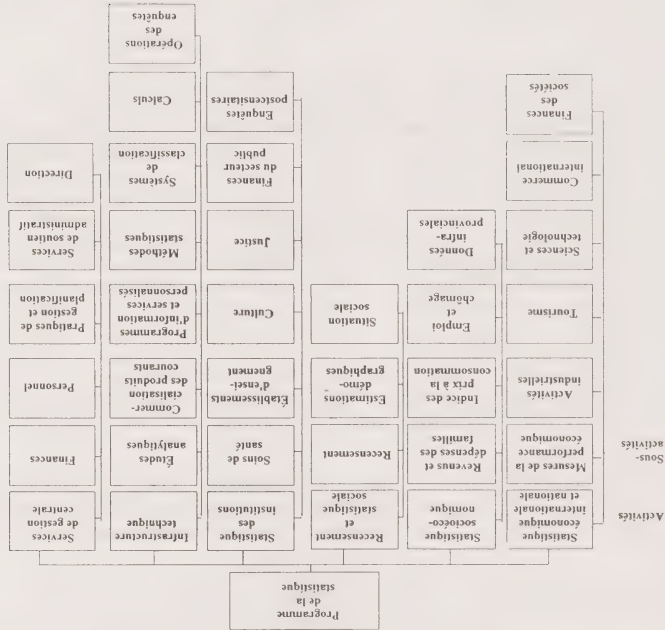 Programme
de la
statistique
Activités
Sous-
activités
Statistique
économique
internationale
et nationale
Mesures de la
performance
économique
Activités
industrielles
Tourisme
Sciences et
technologie
Commerce
international
Finances
des
sociétés
Statistique
socioéco-
nomique
Revenus et
dépenses des
familles
Indice des
prix à la
consommation
Emploi
et
chômage
Données
infra-
provinciales
Recensement
et
statistique
sociale
Recensement
Estimations
démo-
graphiques
Situation
sociale
Statistique
des
institutions
Soins de
santé
Établissements
d'ensei-
gnement
Culture
Justice
Finances
du secteur
public
Enquêtes
postcensitaires
Infrastructure
technique
Études
analytiques
Commer-
cialisation
des produits
courants
Programmes
d'information
et services
personnalisés
Méthodes
statistiques
Systèmes
de
classification
Calculs
Opérations
des
enquêtes
Services
de gestion
centrale
Finances
Personnel
Pratiques de
gestion et
planification
Services
de soutien
administratif
Direction